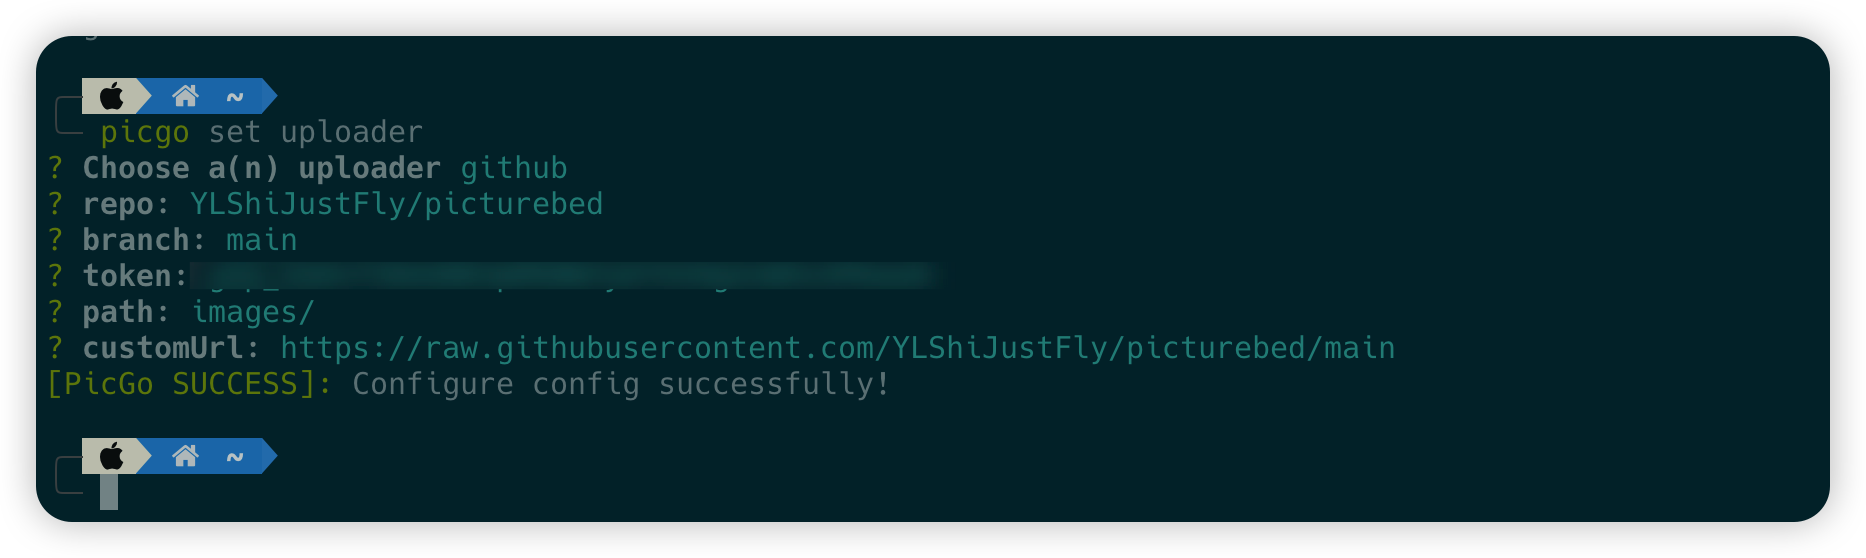 ~
picgo set uploader
? Choose a(n) uploader github
? repo: YLShiJustFly/picturebed
? branch: main
? token:
? path: images/
? customUrl: https://raw.githubusercontent.com/YLShiJustFly/picturebed/main
[PicGo SUCCESS]: Configure config successfully!
~